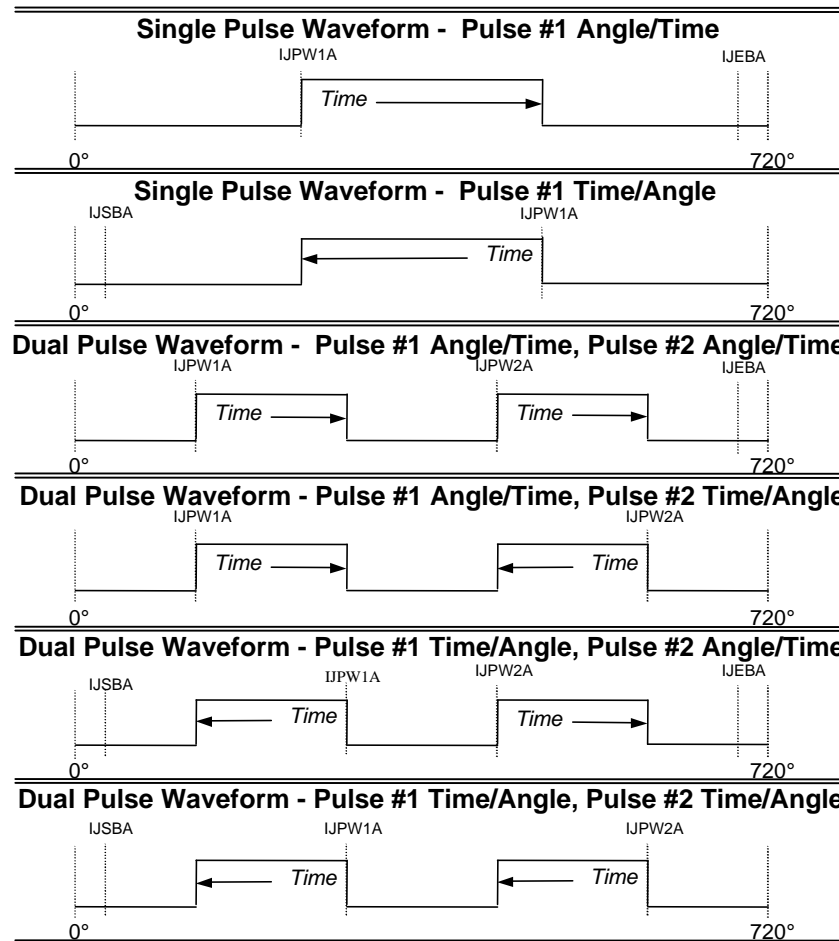 Single Pulse Waveform - Pulse #1 Angle/Time
IJPW1A IJEBA
Time
0° 720°
Single Pulse Waveform - Pulse #1 Time/Angle
IJSBA IJPW1A
Time
0° 720°
Dual Pulse Waveform - Pulse #1 Angle/Time, Pulse #2 Angle/Time
IJPW1A IJPW2A IJEBA
Time Time
0° 720°
Dual Pulse Waveform - Pulse #1 Angle/Time, Pulse #2 Time/Angle
IJPW1A IJPW2A
Time Time
0° 720°
Dual Pulse Waveform - Pulse #1 Time/Angle, Pulse #2 Angle/Time
IJSBA IJPW1A IJPW2A IJEBA
Time Time
0° 720°
Dual Pulse Waveform - Pulse #1 Time/Angle, Pulse #2 Time/Angle
IJSBA IJPW1A IJPW2A
Time Time
0° 720°